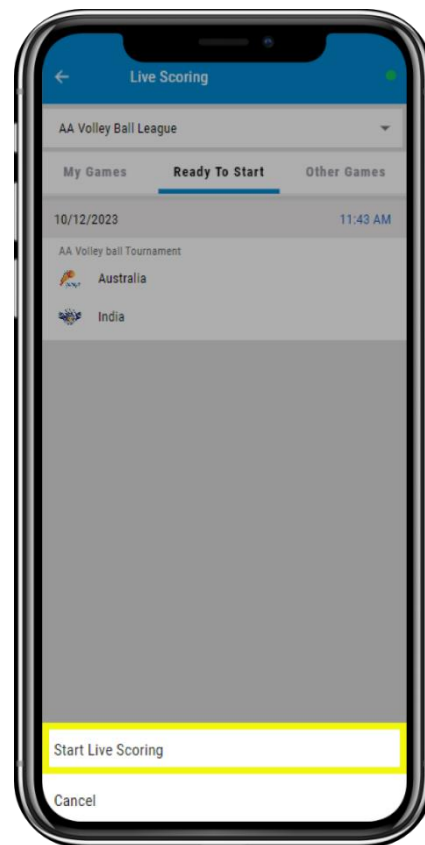 Live Scoring
AA Volley Ball League
My Games Ready To Start Other Games
10/12/2023 11:43 AM
AA Volley ball Tournament
Australia
India
Start Live Scoring
Cancel